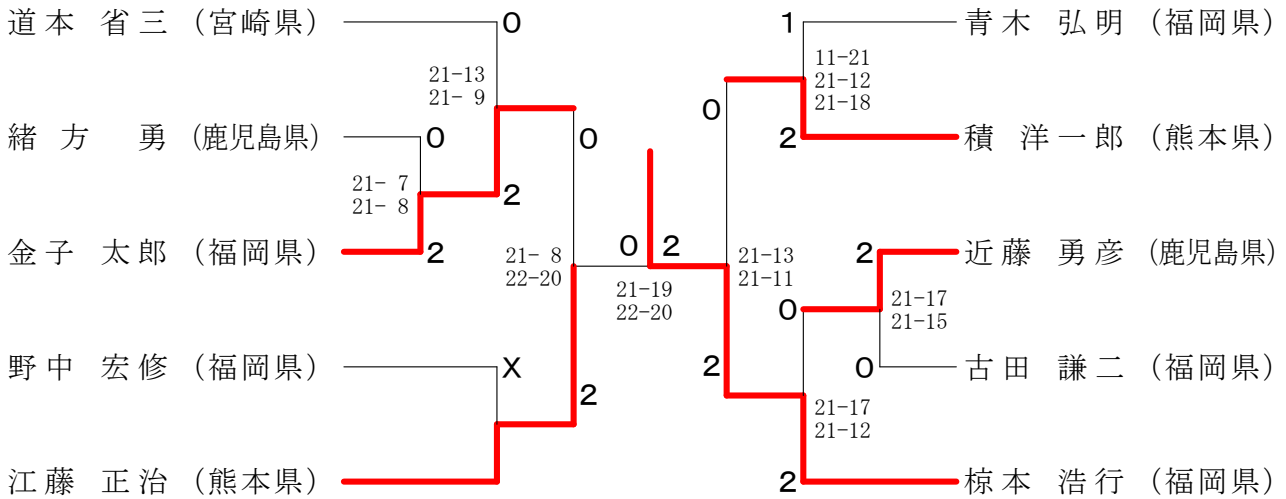 道本 省三 (宮崎県) 0
21-13
21- 9
緒方 勇 (鹿児島県) 0
0
21- 7
21- 8
2
金子 太郎 (福岡県) 2
21- 8
22-20
野中 宏修 (福岡県) X
2
江藤 正治 (熊本県)
0 2
21-19
22-20
1 青木 弘明 (福岡県)
11-21
21-12
21-18
0
2 積 洋一郎 (熊本県)
21-13
21-11
2 近藤 勇彦 (鹿児島県)
0
21-17
21-15
2
0 古田 謙二 (福岡県)
21-17
21-12
2 椋本 浩行 (福岡県)